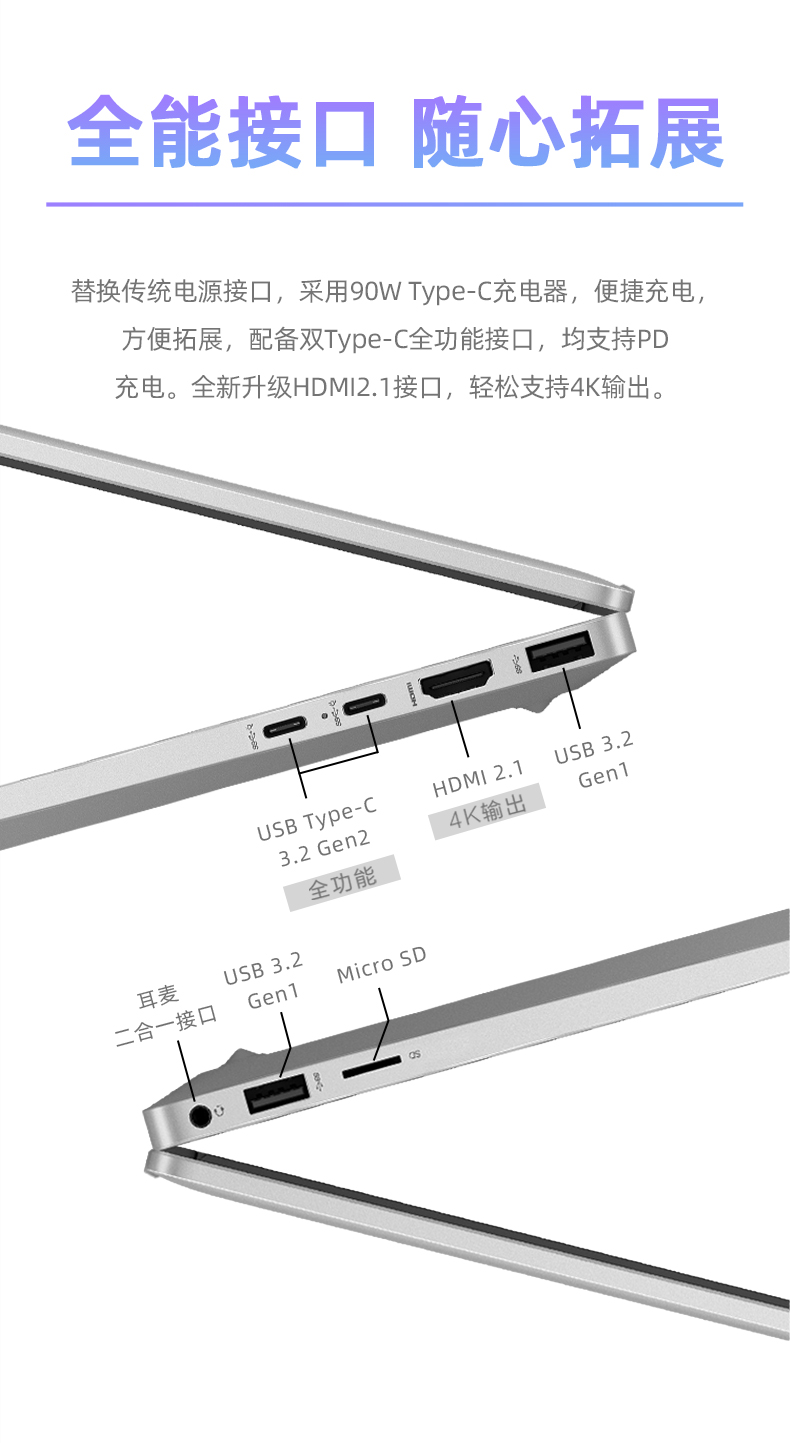 全能接口 随心拓展
替换传统电源接口，采用90W Type-C充电器，便捷充电，
方便拓展，配备双Type-C全功能接口，均支持PD
充电。全新升级HDMI2.1接口，轻松支持4K输出。
HDMI
USB 3.2
Gen1
HDMI 2.1
4K输出
USB Type-C
3.2 Gen2
全功能
耳麦
二合一接口
USB 3.2
Gen1
Micro SD